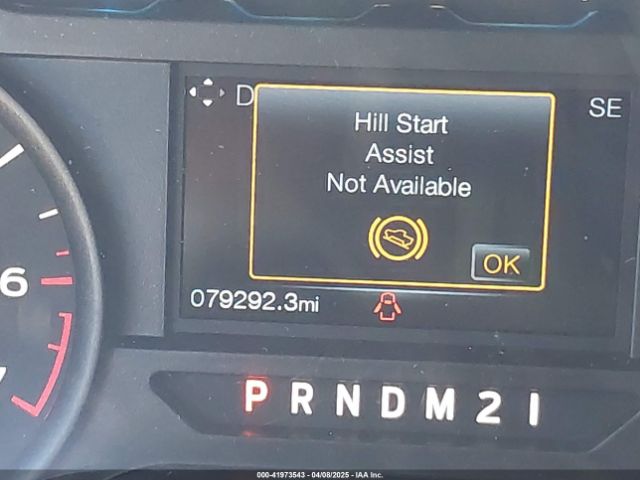 D
SE
Hill Start
Assist
Not Available
OK
6
079292.3mi
P R N D M 2 1
000-41973543 - 04/08/2025 - IAA Inc.